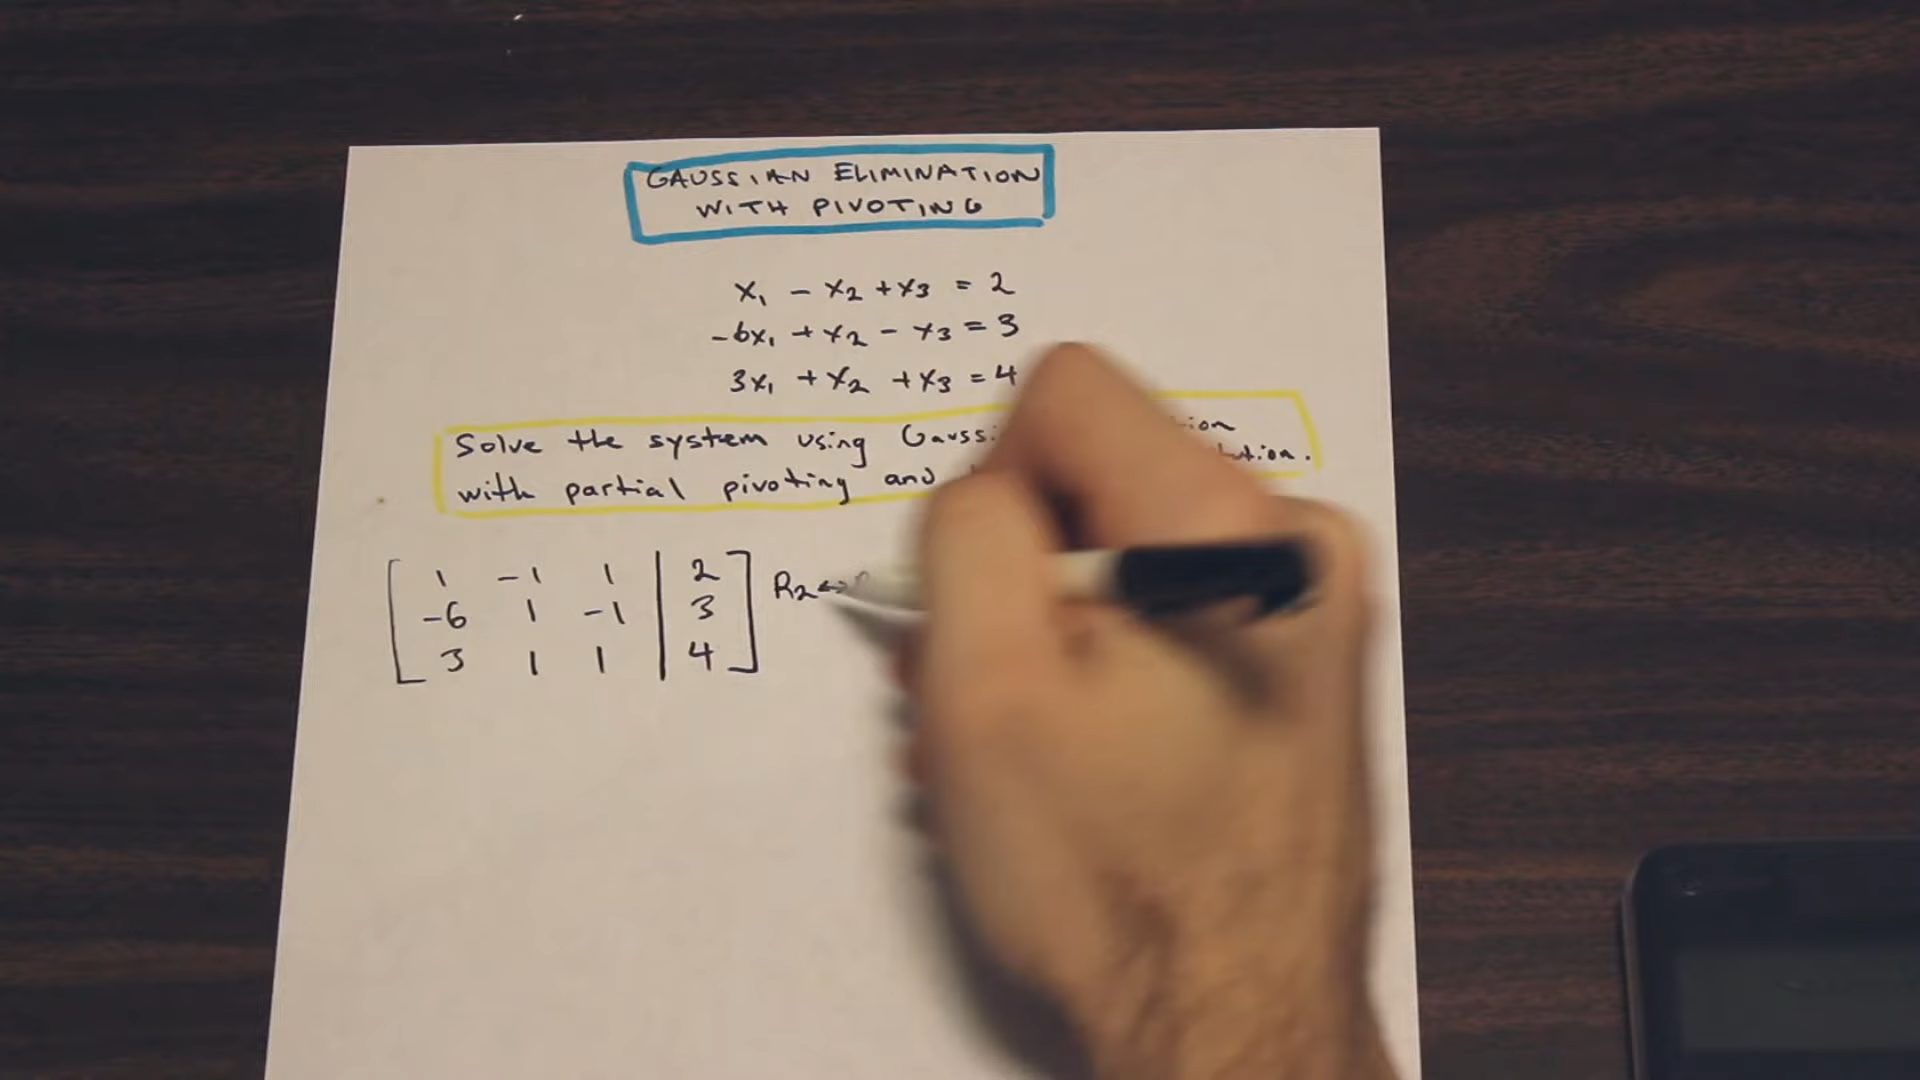 GAUSSIAN ELIMINATION
WITH PIVOTING
x₁ - x₂ + x₃ = 2
-6x₁ + x₂ - x₃ = 3
3x₁ + x₂ + x₃ = 4
Solve the system using
with partial pivoting and
1 -1 1 | 2
-6 1 -1 | 3
3 1 1 | 4
R₂↔